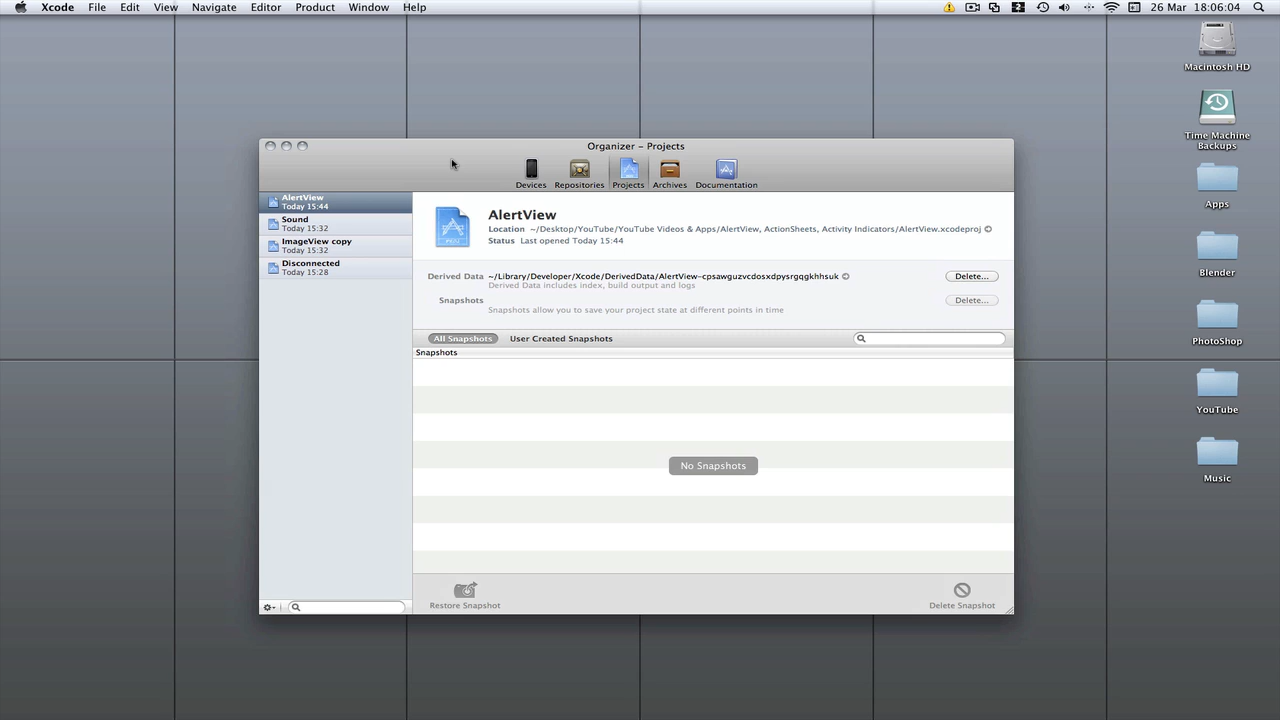 Xcode File Edit View Navigate Editor Product Window Help
2 26 Mar 18:06:04
Macintosh HD
Time Machine
Backups
Apps
Blender
PhotoShop
YouTube
Music
Organizer – Projects
Devices Repositories Projects Archives Documentation
AlertView
Today 15:44
Sound
Today 15:32
ImageView copy
Today 15:32
Disconnected
Today 15:28
AlertView
Location ~/Desktop/YouTube/YouTube Videos & Apps/AlertView, ActionSheets, Activity Indicators/AlertView.xcodeproj
Status Last opened Today 15:44
Derived Data ~/Library/Developer/Xcode/DerivedData/AlertView-cpsawguzvcdosxdpysrgqgkhhsuk Delete...
Derived Data includes index, build output and logs
Snapshots Delete...
Snapshots allow you to save your project state at different points in time
All Snapshots User Created Snapshots
Snapshots
No Snapshots
Restore Snapshot Delete Snapshot